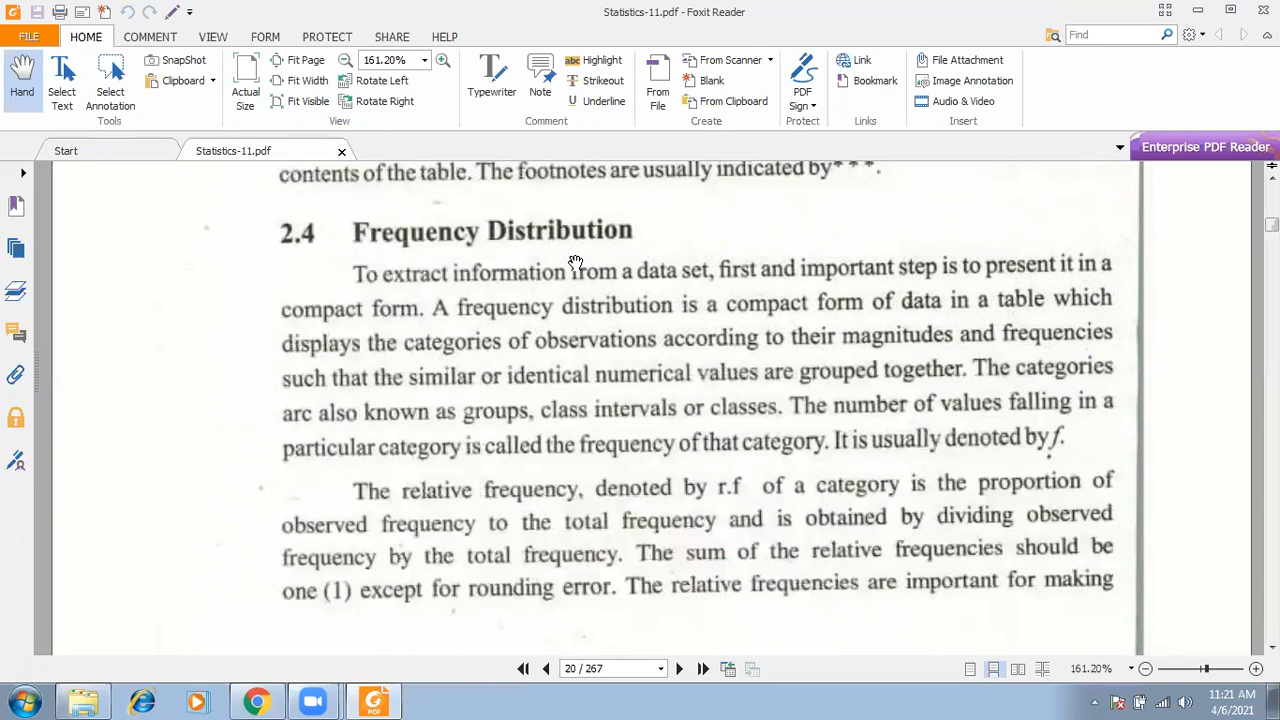 Statistics-11.pdf - Foxit Reader
FILE HOME COMMENT VIEW FORM PROTECT SHARE HELP
Find
Hand
Select Text
Select Annotation
SnapShot
Clipboard
Tools
Actual Size
Fit Page
Fit Width
Fit Visible
161.20%
Rotate Left
Rotate Right
View
Typewriter
Note
Highlight
Strikeout
Underline
Comment
From File
From Scanner
Blank
From Clipboard
Create
PDF Sign
Protect
Link
Bookmark
Links
File Attachment
Image Annotation
Audio & Video
Insert
Start
Statistics-11.pdf
Enterprise PDF Reader
contents of the table. The footnotes are usually indicated by* * *.
2.4 Frequency Distribution
To extract information from a data set, first and important step is to present it in a
compact form. A frequency distribution is a compact form of data in a table which
displays the categories of observations according to their magnitudes and frequencies
such that the similar or identical numerical values are grouped together. The categories
are also known as groups, class intervals or classes. The number of values falling in a
particular category is called the frequency of that category. It is usually denoted by f.
The relative frequency, denoted by r.f of a category is the proportion of
observed frequency to the total frequency and is obtained by dividing observed
frequency by the total frequency. The sum of the relative frequencies should be
one (1) except for rounding error. The relative frequencies are important for making
20 / 267
161.20%
PDF
11:21 AM
4/6/2021